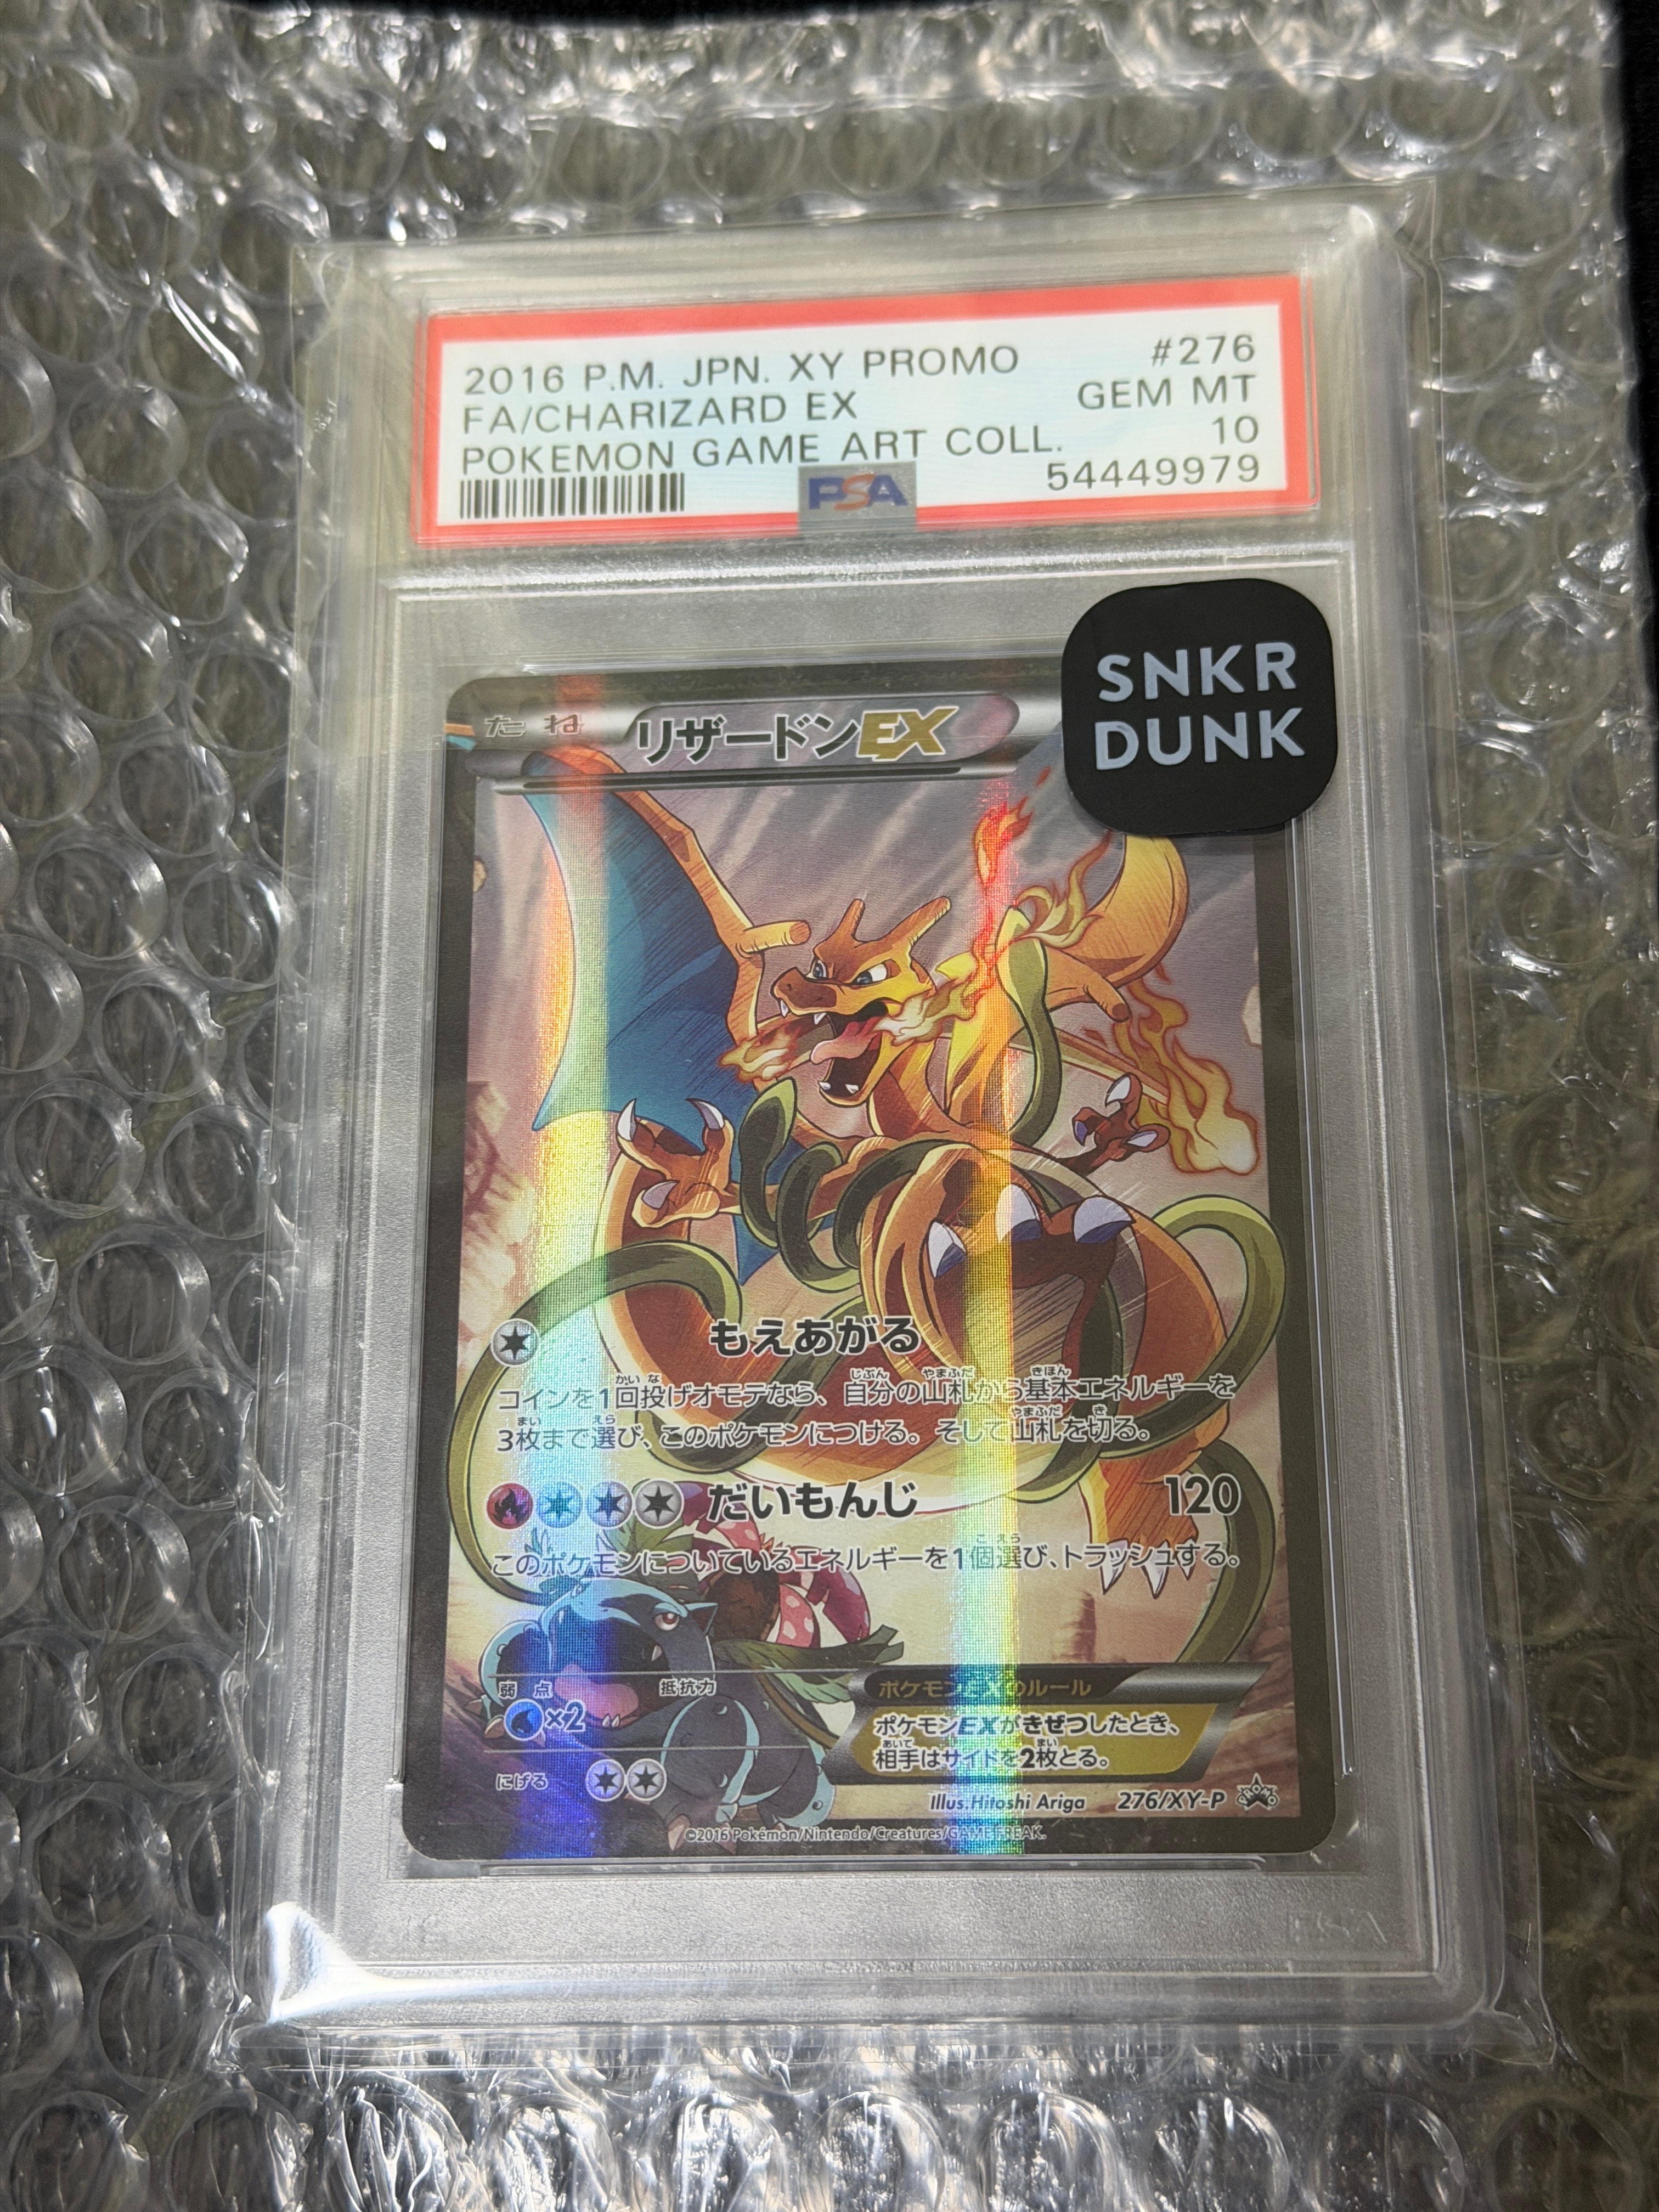 2016 P.M. JPN. XY PROMO #276
FA/CHARIZARD EX GEM MT
POKEMON GAME ART COLL. 10
PSA 54449979
SNKR
DUNK
たね リザードンEX
もえあがる
コインを1回投げオモテなら、自分の山札から基本エネルギーを
3枚まで選び、このポケモンにつける。そして山札を切る。
だいもんじ 120
このポケモンについているエネルギーを1個選び、トラッシュする。
弱点 抵抗力
×2
にげる
ポケモンEXのルール
ポケモンEXがきぜつしたとき、
相手はサイドを2枚とる。
Illus.Hitoshi Ariga 276/XY-P
©2016 Pokémon/Nintendo/Creatures/GAME FREAK.
PSA